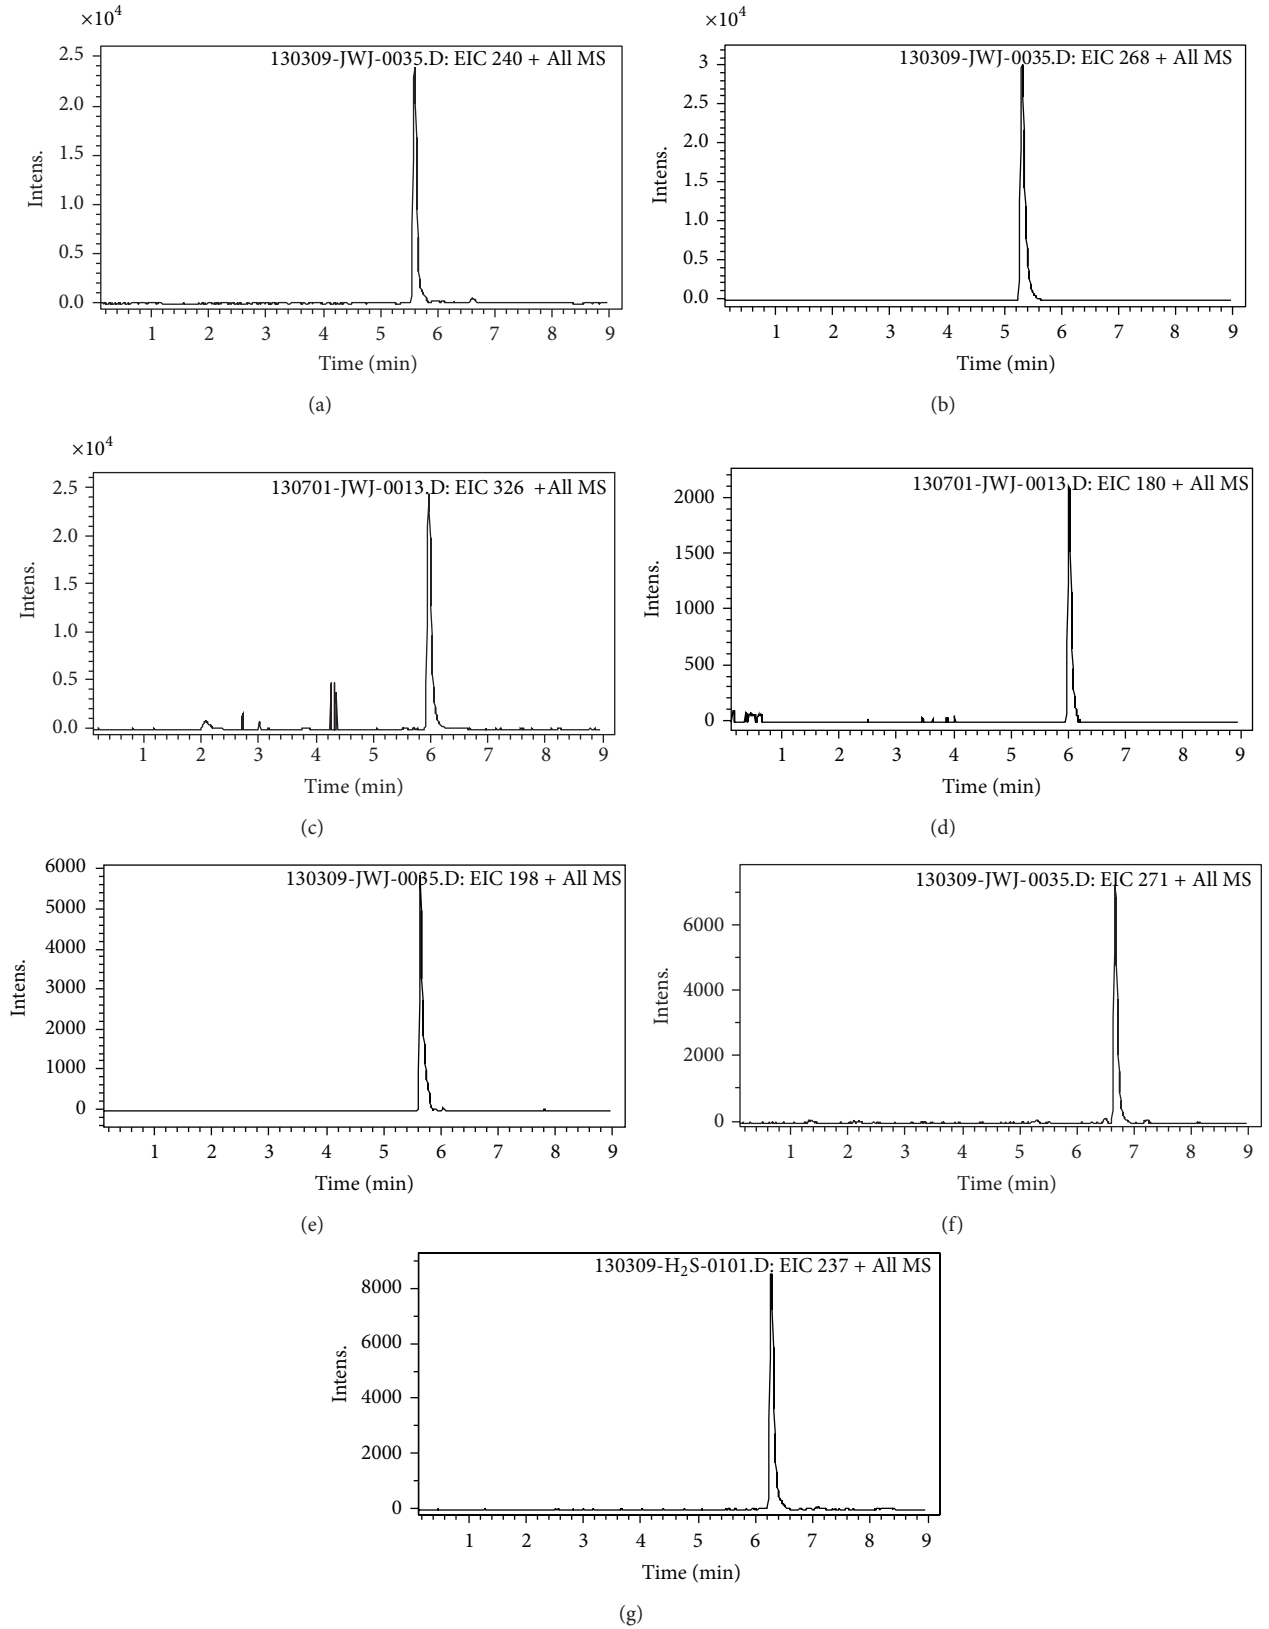 ×10⁴
130309-JWJ-0035.D: EIC 240 + All MS
2.5
2.0
1.5
1.0
0.5
0.0
Intens.
1 2 3 4 5 6 7 8 9
Time (min)
(a)
×10⁴
130309-JWJ-0035.D: EIC 268 + All MS
3
2.5
2.0
1.5
1.0
0.5
0.0
Intens.
1 2 3 4 5 6 7 8 9
Time (min)
(b)
×10⁴
130701-JWJ-0013.D: EIC 326 +All MS
2.5
2.0
1.5
1.0
0.5
0.0
Intens.
1 2 3 4 5 6 7 8 9
Time (min)
(c)
130701-JWJ-0013.D: EIC 180 + All MS
2000
1500
1000
500
0
Intens.
1 2 3 4 5 6 7 8 9
Time (min)
(d)
130309-JWJ-0035.D: EIC 198 + All MS
6000
5000
4000
3000
2000
1000
0
Intens.
1 2 3 4 5 6 7 8 9
Time (min)
(e)
130309-JWJ-0035.D: EIC 271 + All MS
6000
4000
2000
0
Intens.
1 2 3 4 5 6 7 8 9
Time (min)
(f)
130309-H₂S-0101.D: EIC 237 + All MS
8000
6000
4000
2000
0
Intens.
1 2 3 4 5 6 7 8 9
Time (min)
(g)